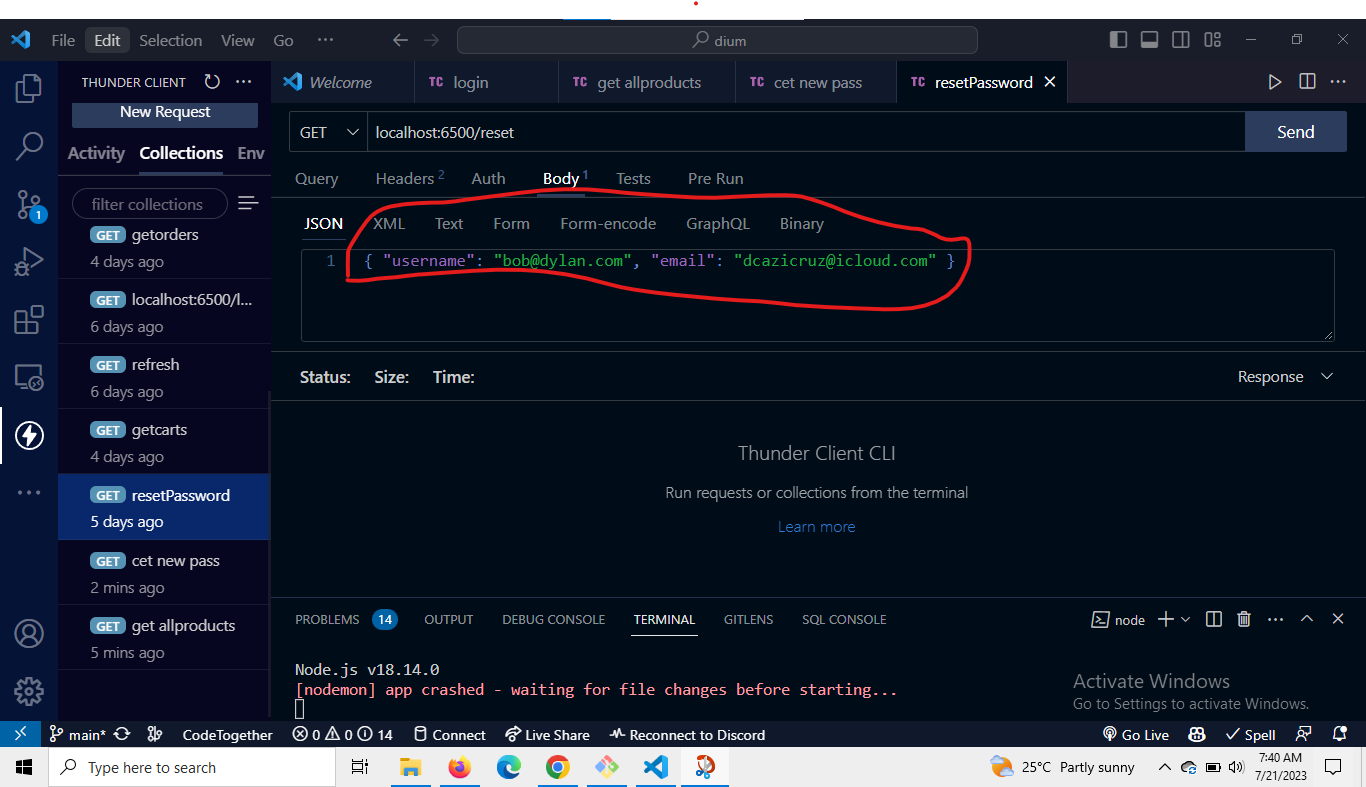 File Edit Selection View Go ··· dium
THUNDER CLIENT ···
Welcome
TC login
TC get allproducts
TC cet new pass
TC resetPassword
New Request
GET localhost:6500/reset Send
Activity Collections Env
Query Headers 2 Auth Body 1 Tests Pre Run
filter collections
JSON XML Text Form Form-encode GraphQL Binary
GET getorders
4 days ago
1 { "username": "bob@dylan.com", "email": "dcazicruz@icloud.com" }
GET localhost:6500/l...
6 days ago
GET refresh
6 days ago
Status: Size: Time: Response
GET getcarts
4 days ago
Thunder Client CLI
Run requests or collections from the terminal
Learn more
GET resetPassword
5 days ago
GET cet new pass
2 mins ago
GET get allproducts
5 mins ago
1
PROBLEMS 14 OUTPUT DEBUG CONSOLE TERMINAL GITLENS SQL CONSOLE node
Node.js v18.14.0
[nodemon] app crashed - waiting for file changes before starting...
Activate Windows
Go to Settings to activate Windows.
main* CodeTogether 0 0 14 Connect Live Share Reconnect to Discord Go Live Spell
Type here to search 25°C Partly sunny 7:40 AM
7/21/2023